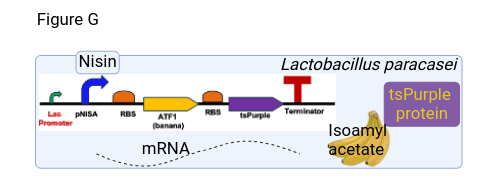 Figure G
Nisin
Lactobacillus paracasei
Lac
Promoter
pNISA
RBS
ATF1
(banana)
RBS
tsPurple
Terminator
tsPurple
protein
Isoamyl
acetate
mRNA